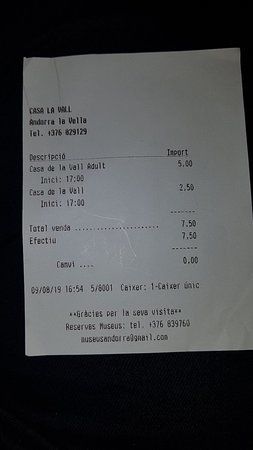 CASA LA VALL
Andorra la Vella
Tel. +376 829129
Descripció Import
Casa de la Vall Adult 5,00
Inici: 17:00
Casa de la Vall 2,50
Inici: 17:00
-------
Total venda ...................... 7,50
Efectiu 7,50
-------
Canvi .... 0,00
09/08/19 16:54 5/8001 Caixer: 1-Caixer únic
**Gràcies per la seva visita**
Reserves Museus: tel. +376 839760
museusandorra@gmail.com